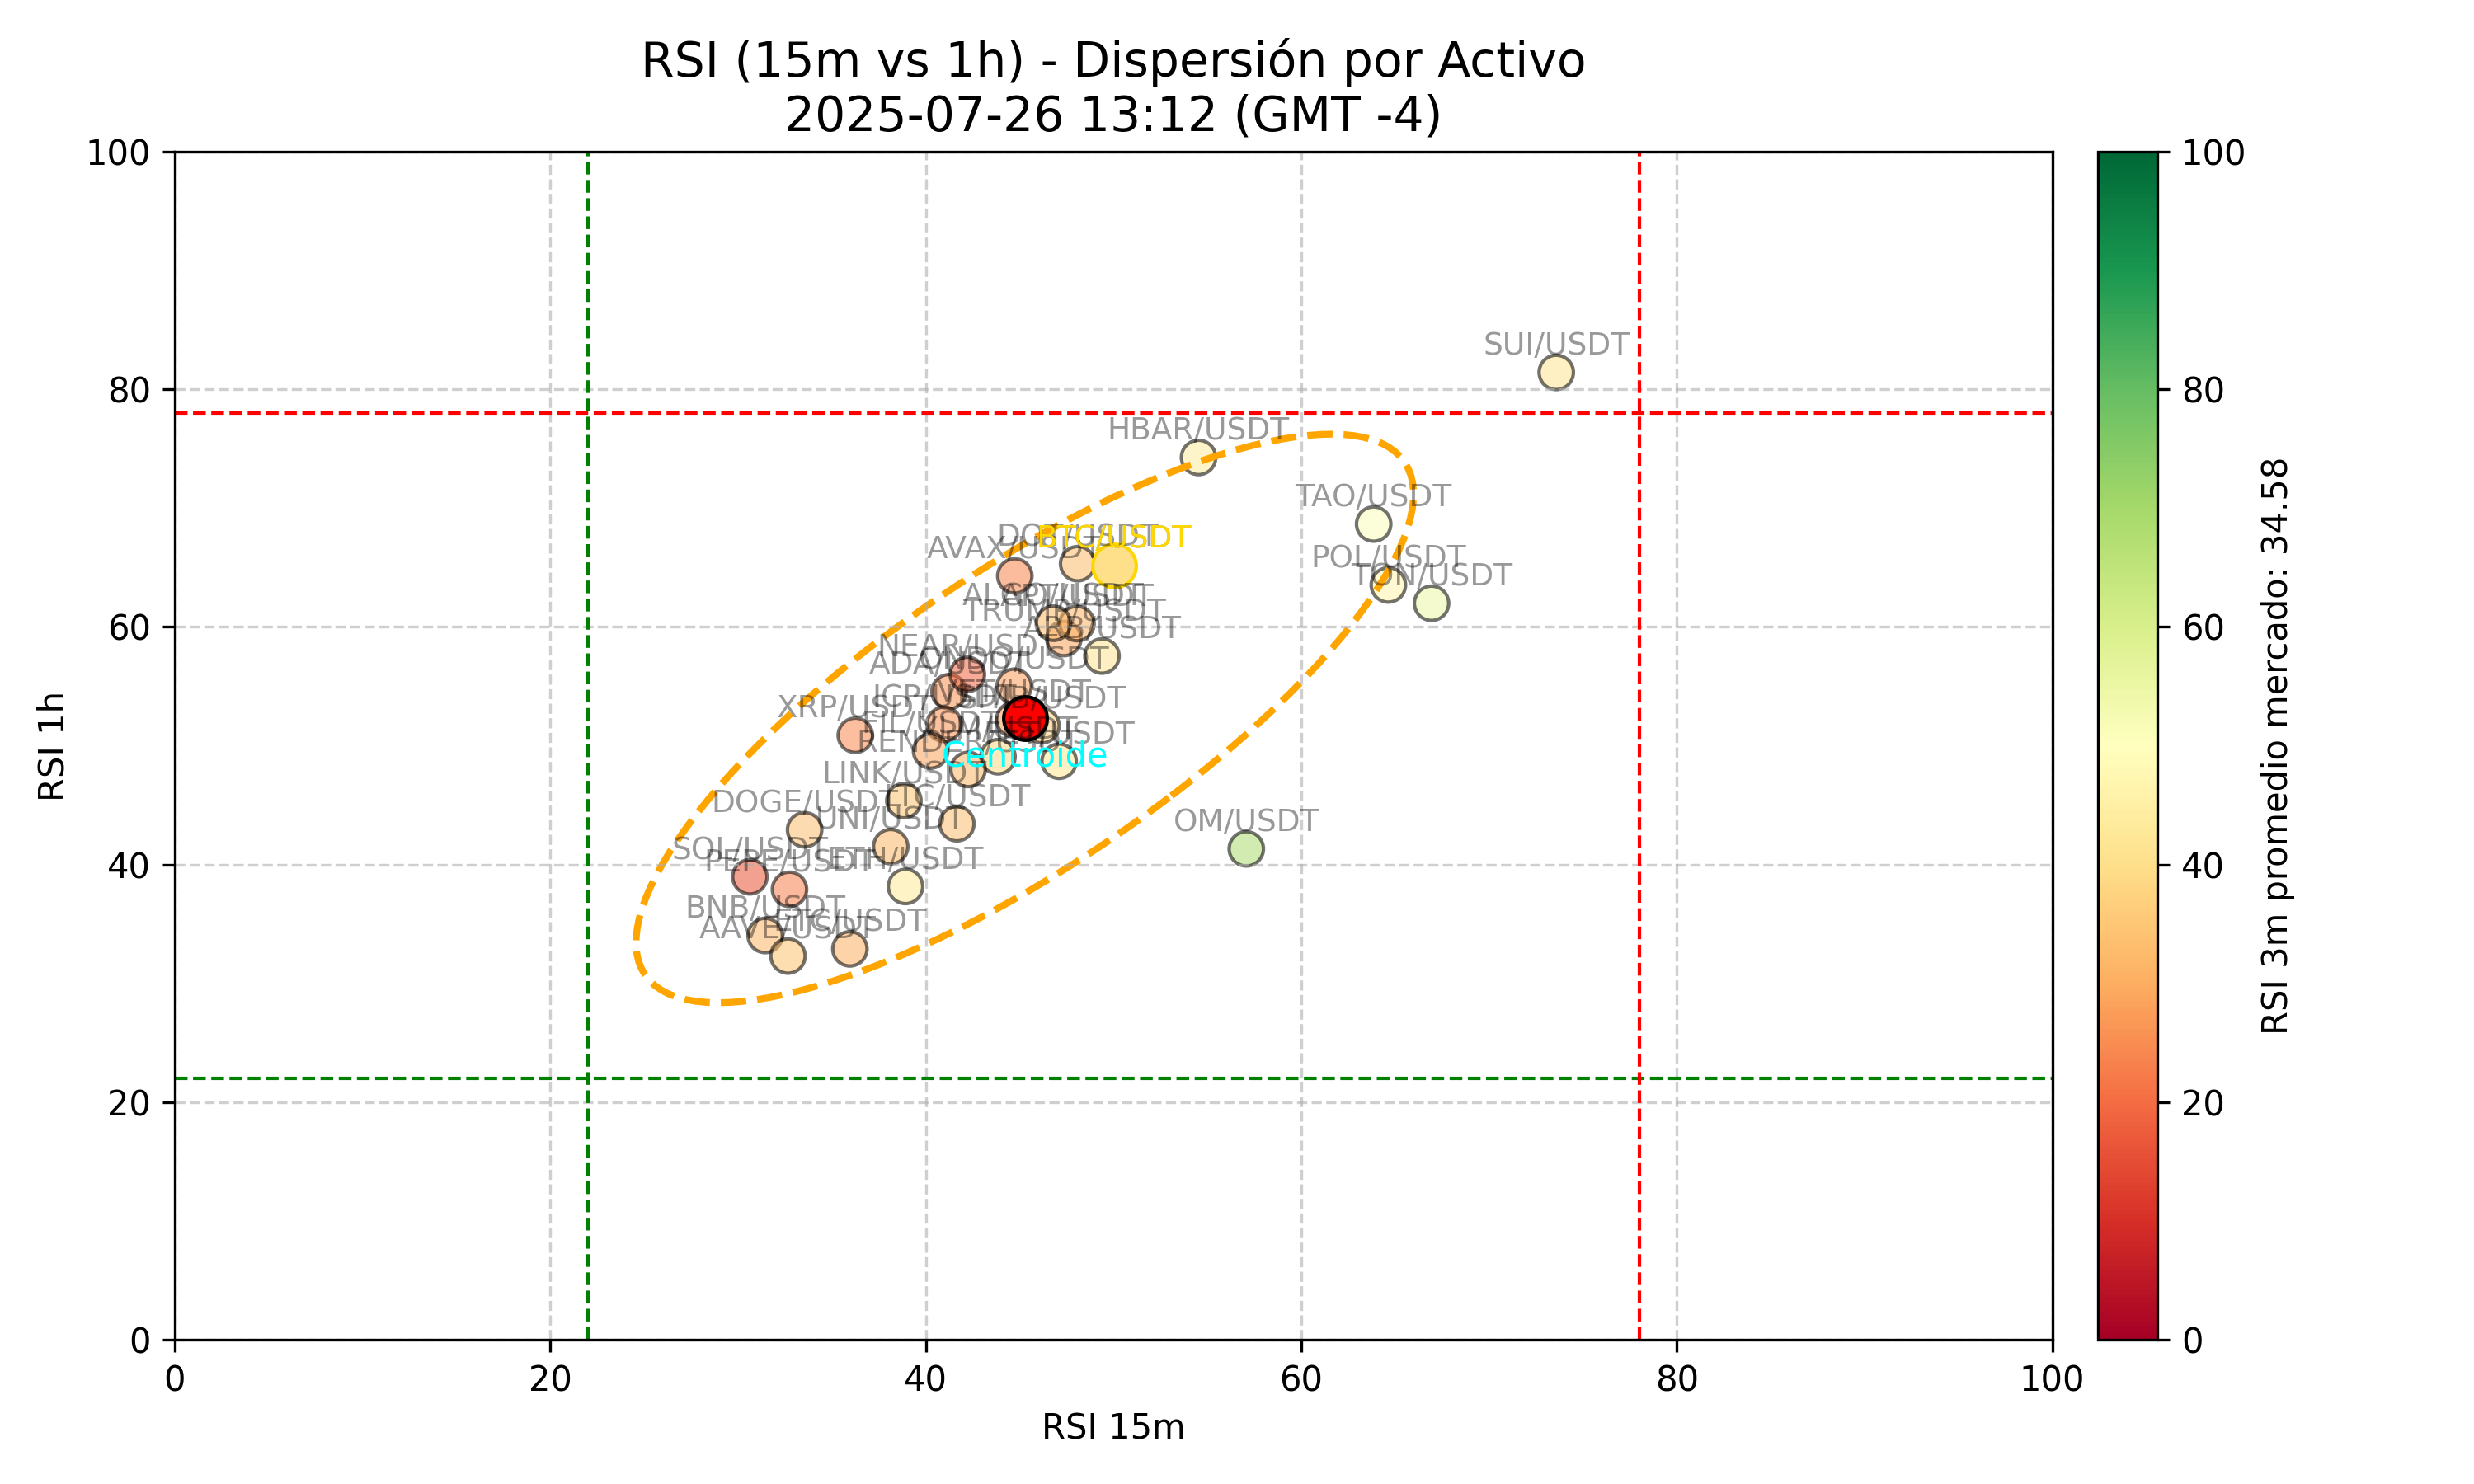 RSI (15m vs 1h) - Dispersión por Activo
2025-07-26 13:12 (GMT -4)
100
80
60
40
20
0
RSI 1h
0
20
40
60
80
100
RSI 15m
SUI/USDT
HBAR/USDT
TAO/USDT
DOT/USDT
BTC/USDT
AVAX/USDT
POL/USDT
TON/USDT
TRUMP/USDT
ARB/USDT
NEAR/USDT
ADA/USDT
ONDO/USDT
ICP/USDT
VET/USDT
XRP/USDT
FIL/USDT
RENDER/USDT
Centroide
LINK/USDT
LTC/USDT
DOGE/USDT
UNI/USDT
OM/USDT
SOL/USDT
PEPE/USDT
ETH/USDT
BNB/USDT
AAVE/USDT
ETC/USDT
100
80
60
40
20
0
RSI 3m promedio mercado: 34.58